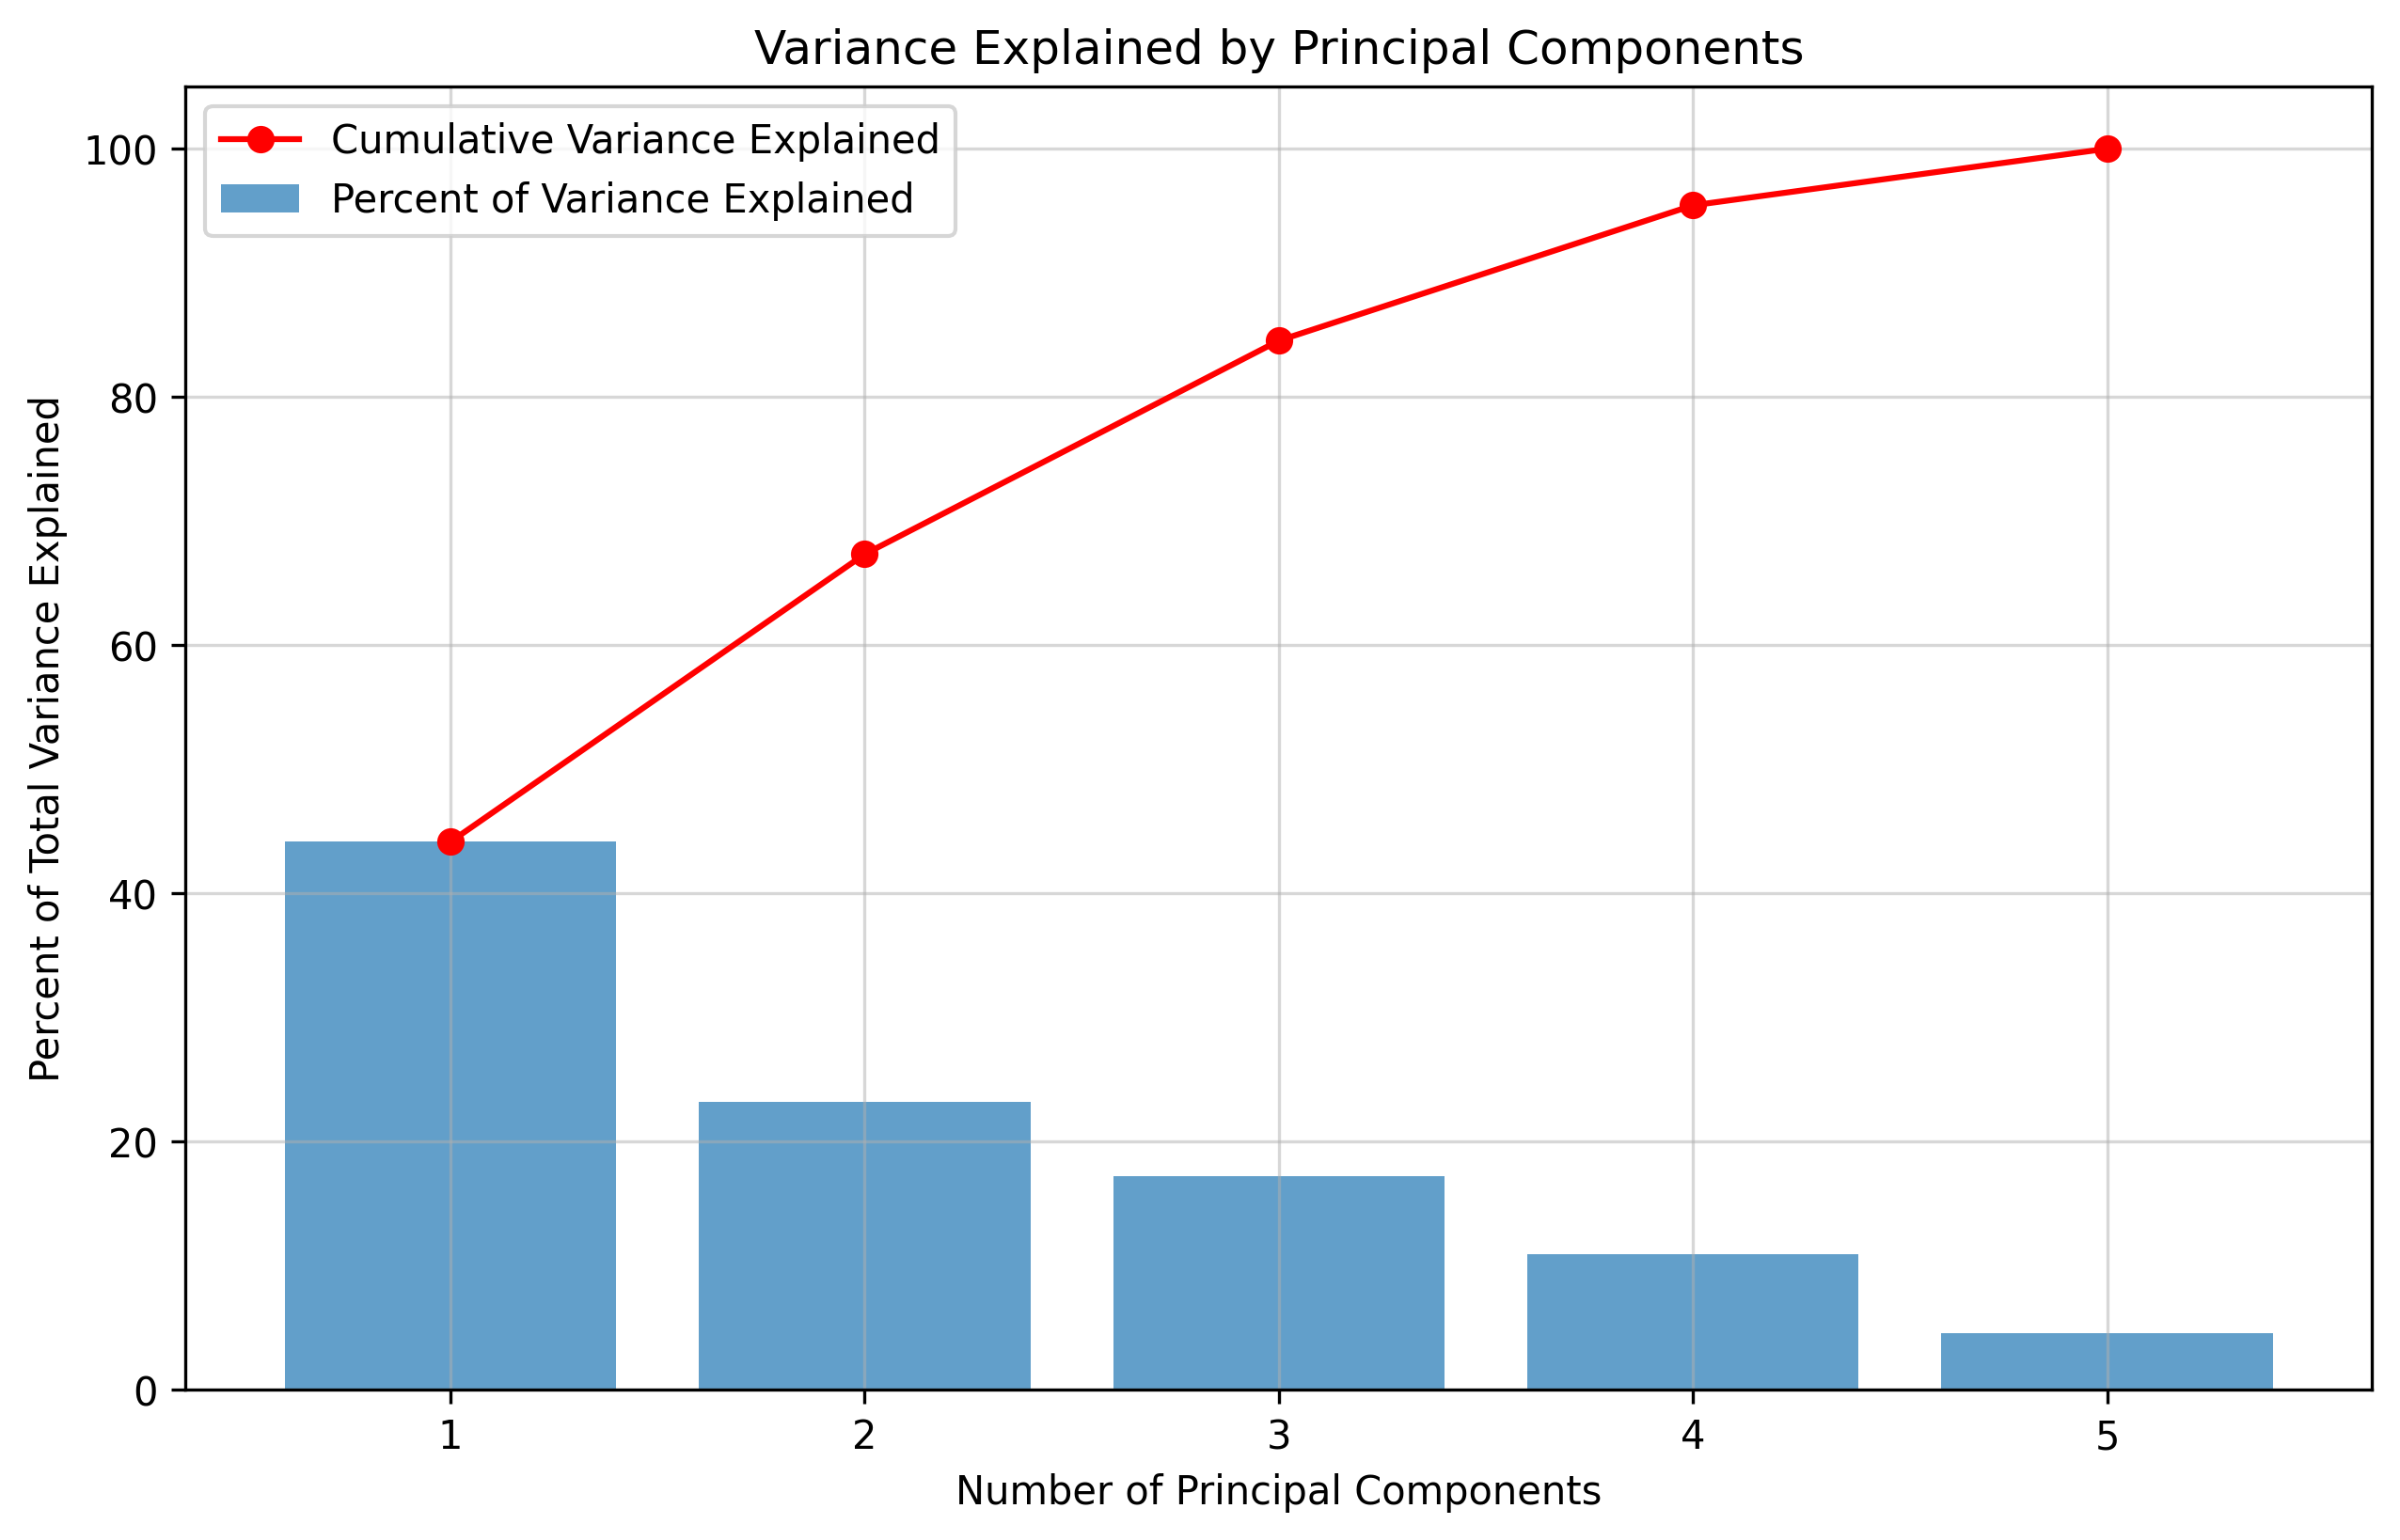 Variance Explained by Principal Components
Cumulative Variance Explained
Percent of Variance Explained
Percent of Total Variance Explained
100
80
60
40
20
0
1 2 3 4 5
Number of Principal Components